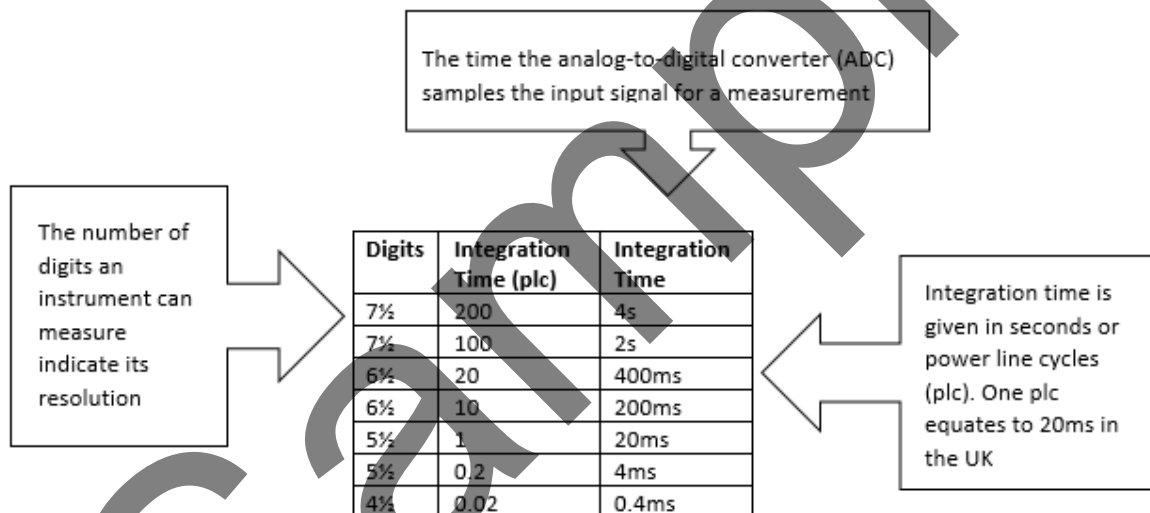 The time the analog-to-digital converter (ADC)
samples the input signal for a measurement
The number of
digits an
instrument can
measure
indicate its
resolution
Digits Integration Time (plc) Integration Time
7½ 200 4s
7½ 100 2s
6½ 20 400ms
6½ 10 200ms
5½ 1 20ms
5½ 0.2 4ms
4½ 0.02 0.4ms
Integration time is
given in seconds or
power line cycles
(plc). One plc
equates to 20ms in
the UK